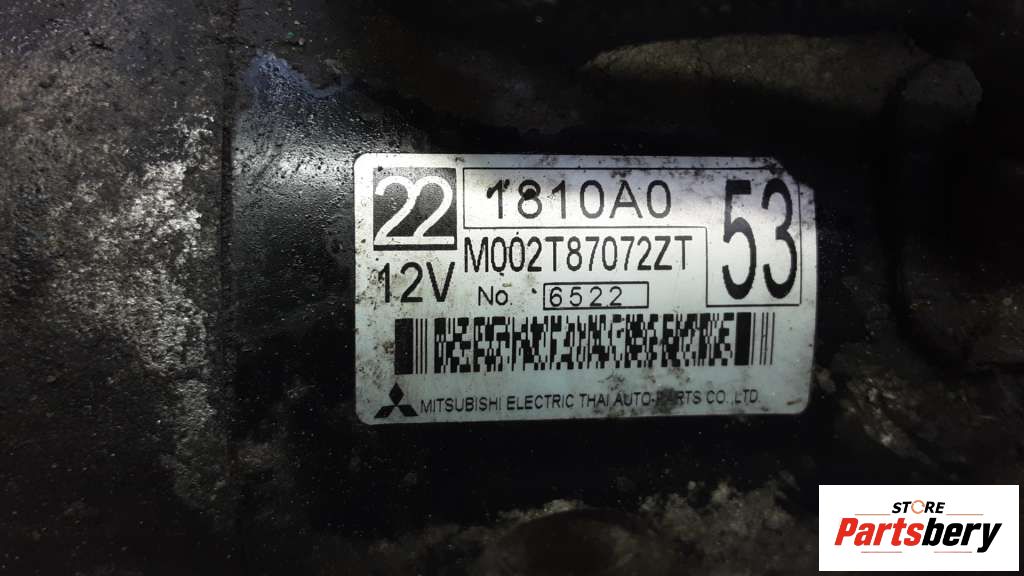 22 1810A0 53
M002T87072ZT
12V No. 6522
MITSUBISHI ELECTRIC THAI AUTO-PARTS CO.,LTD.
STORE
Partsbery